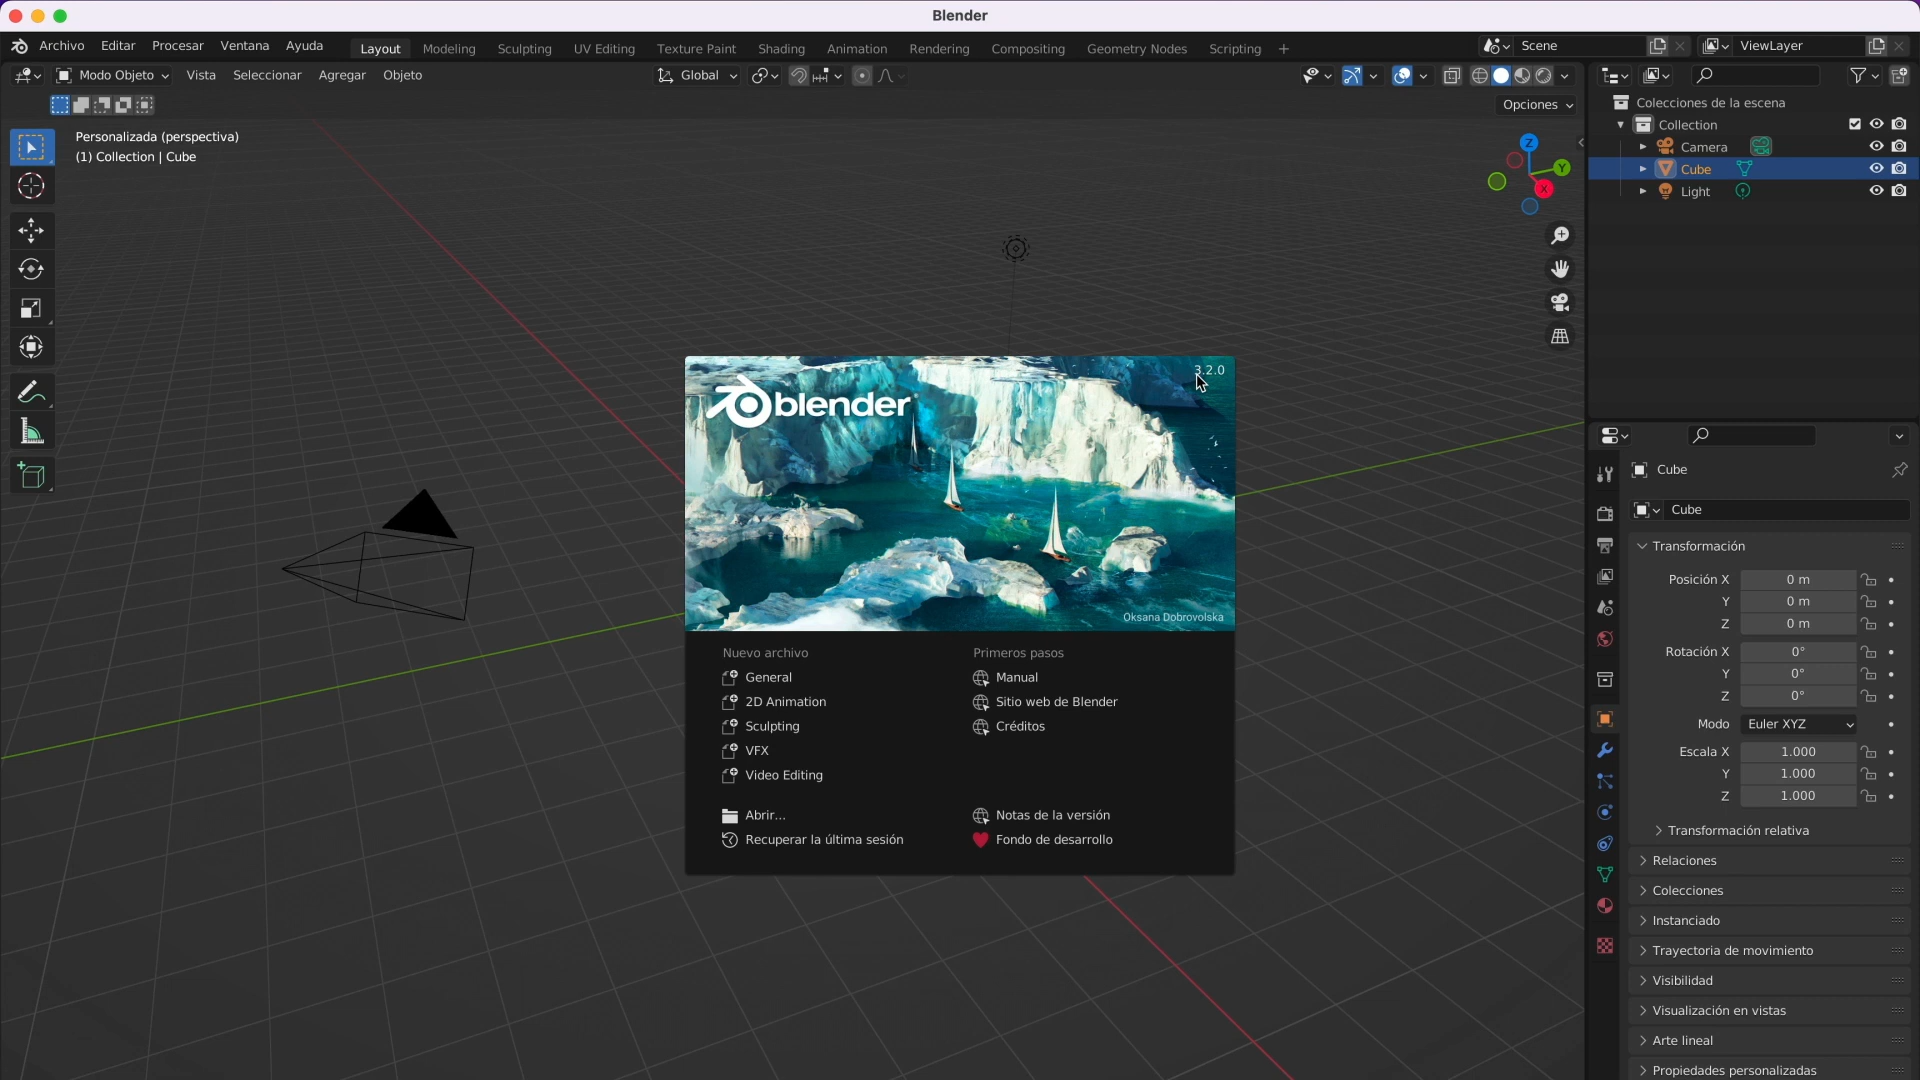 Blender
Archivo Editar Procesar Ventana Ayuda Layout Modeling Sculpting UV Editing Texture Paint Shading Animation Rendering Compositing Geometry Nodes Scripting + Scene ViewLayer
Modo Objeto Vista Seleccionar Agregar Objeto Global
Opciones
Personalizada (perspectiva)
(1) Collection | Cube
Z
Y
X
Colecciones de la escena
Collection
Camera
Cube
Light
3.2.0
blender
Oksana Dobrovolska
Nuevo archivo
General
2D Animation
Sculpting
VFX
Video Editing
Abrir...
Recuperar la última sesión
Primeros pasos
Manual
Sitio web de Blender
Créditos
Notas de la versión
Fondo de desarrollo
Cube
Cube
Transformación
Posición X 0 m
Y 0 m
Z 0 m
Rotación X 0°
Y 0°
Z 0°
Modo Euler XYZ
Escala X 1.000
Y 1.000
Z 1.000
Transformación relativa
Relaciones
Colecciones
Instanciado
Trayectoria de movimiento
Visibilidad
Visualización en vistas
Arte lineal
Propiedades personalizadas